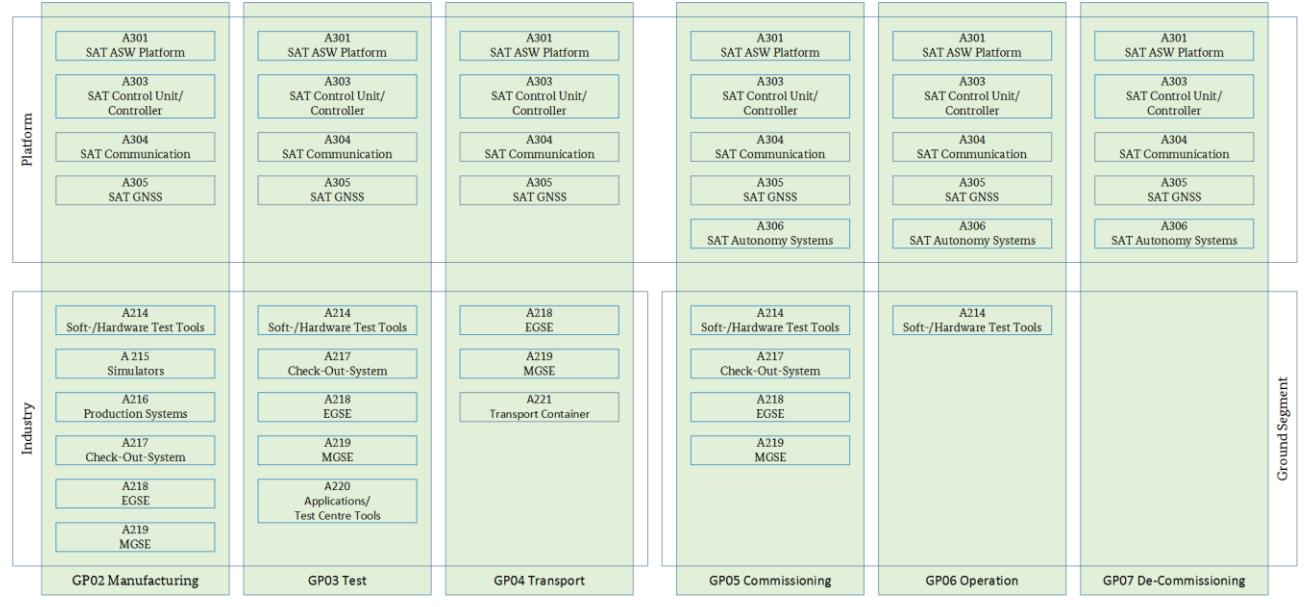 Platform
A301
SAT ASW Platform
A303
SAT Control Unit/
Controller
A304
SAT Communication
A305
SAT GNSS
A301
SAT ASW Platform
A303
SAT Control Unit/
Controller
A304
SAT Communication
A305
SAT GNSS
A301
SAT ASW Platform
A303
SAT Control Unit/
Controller
A304
SAT Communication
A305
SAT GNSS
A301
SAT ASW Platform
A303
SAT Control Unit/
Controller
A304
SAT Communication
A305
SAT GNSS
A306
SAT Autonomy Systems
A301
SAT ASW Platform
A303
SAT Control Unit/
Controller
A304
SAT Communication
A305
SAT GNSS
A306
SAT Autonomy Systems
A301
SAT ASW Platform
A303
SAT Control Unit/
Controller
A304
SAT Communication
A305
SAT GNSS
A306
SAT Autonomy Systems
Industry
A214
Soft-/Hardware Test Tools
A 215
Simulators
A216
Production Systems
A217
Check-Out-System
A218
EGSE
A219
MGSE
GP02 Manufacturing
A214
Soft-/Hardware Test Tools
A217
Check-Out-System
A218
EGSE
A219
MGSE
A220
Applications/
Test Centre Tools
GP03 Test
A218
EGSE
A219
MGSE
A221
Transport Container
GP04 Transport
A214
Soft-/Hardware Test Tools
A217
Check-Out-System
A218
EGSE
A219
MGSE
GP05 Commissioning
A214
Soft-/Hardware Test Tools
GP06 Operation
GP07 De-Commissioning
Ground Segment